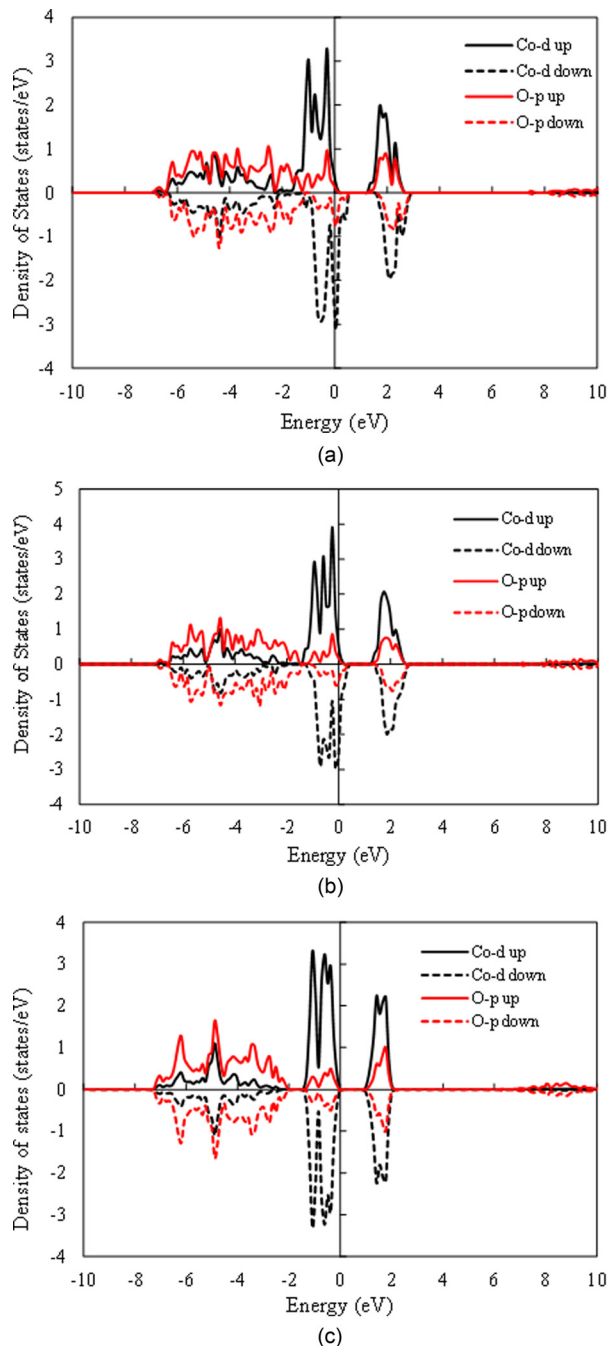 4
3
2
1
0
-1
-2
-3
-4
Density of States (states/eV)
Co-d up
Co-d down
O-p up
O-p down
-10 -8 -6 -4 -2 0 2 4 6 8 10
Energy (eV)
(a)
5
4
3
2
1
0
-1
-2
-3
-4
Density of States (states/eV)
Co-d up
Co-d down
O-p up
O-p down
-10 -8 -6 -4 -2 0 2 4 6 8 10
Energy (eV)
(b)
4
3
2
1
0
-1
-2
-3
-4
Density of states (states/eV)
Co-d up
Co-d down
O-p up
O-p down
-10 -8 -6 -4 -2 0 2 4 6 8 10
Energy (eV)
(c)